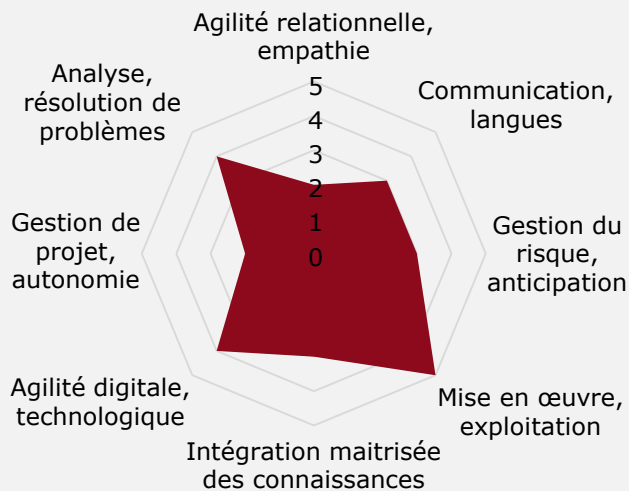 Agilité relationnelle,
empathie
Communication,
langues
Gestion du
risque,
anticipation
Mise en œuvre,
exploitation
Intégration maitrisée
des connaissances
Agilité digitale,
technologique
Gestion de
projet,
autonomie
Analyse,
résolution de
problèmes
5
4
3
2
1
0